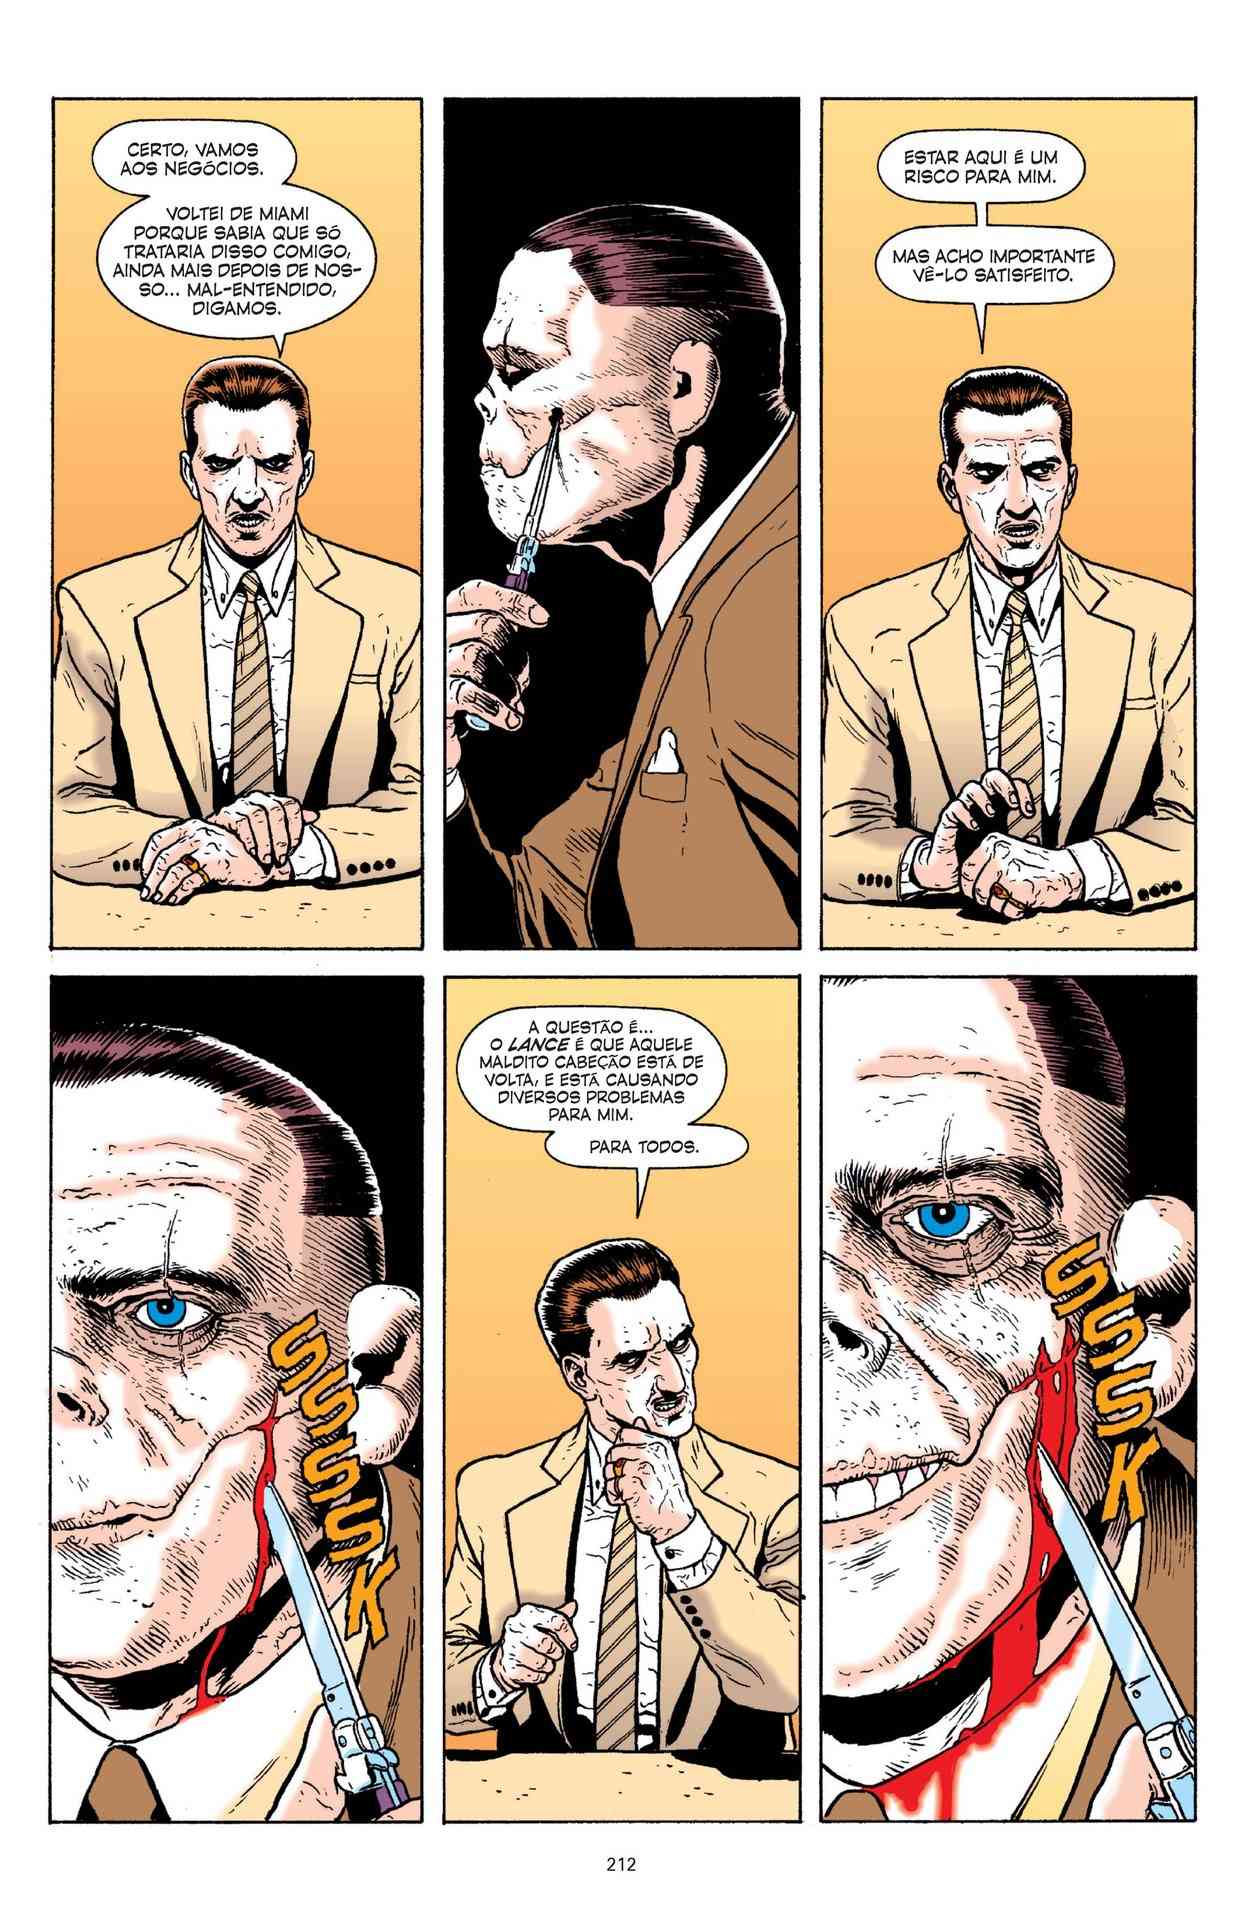 CERTO, VAMOS
AOS NEGÓCIOS.
VOLTEI DE MIAMI
PORQUE SABIA QUE SÓ
TRATARIA DISSO COMIGO,
AINDA MAIS DEPOIS DE NOS-
SO... MAL-ENTENDIDO,
DIGAMOS.
ESTAR AQUI É UM
RISCO PARA MIM.
MAS ACHO IMPORTANTE
VÊ-LO SATISFEITO.
SSSSSK
A QUESTÃO É...
O LANCE É QUE AQUELE
MALDITO CABEÇÃO ESTÁ DE
VOLTA, E ESTÁ CAUSANDO
DIVERSOS PROBLEMAS
PARA MIM.
PARA TODOS.
SSSSK
212